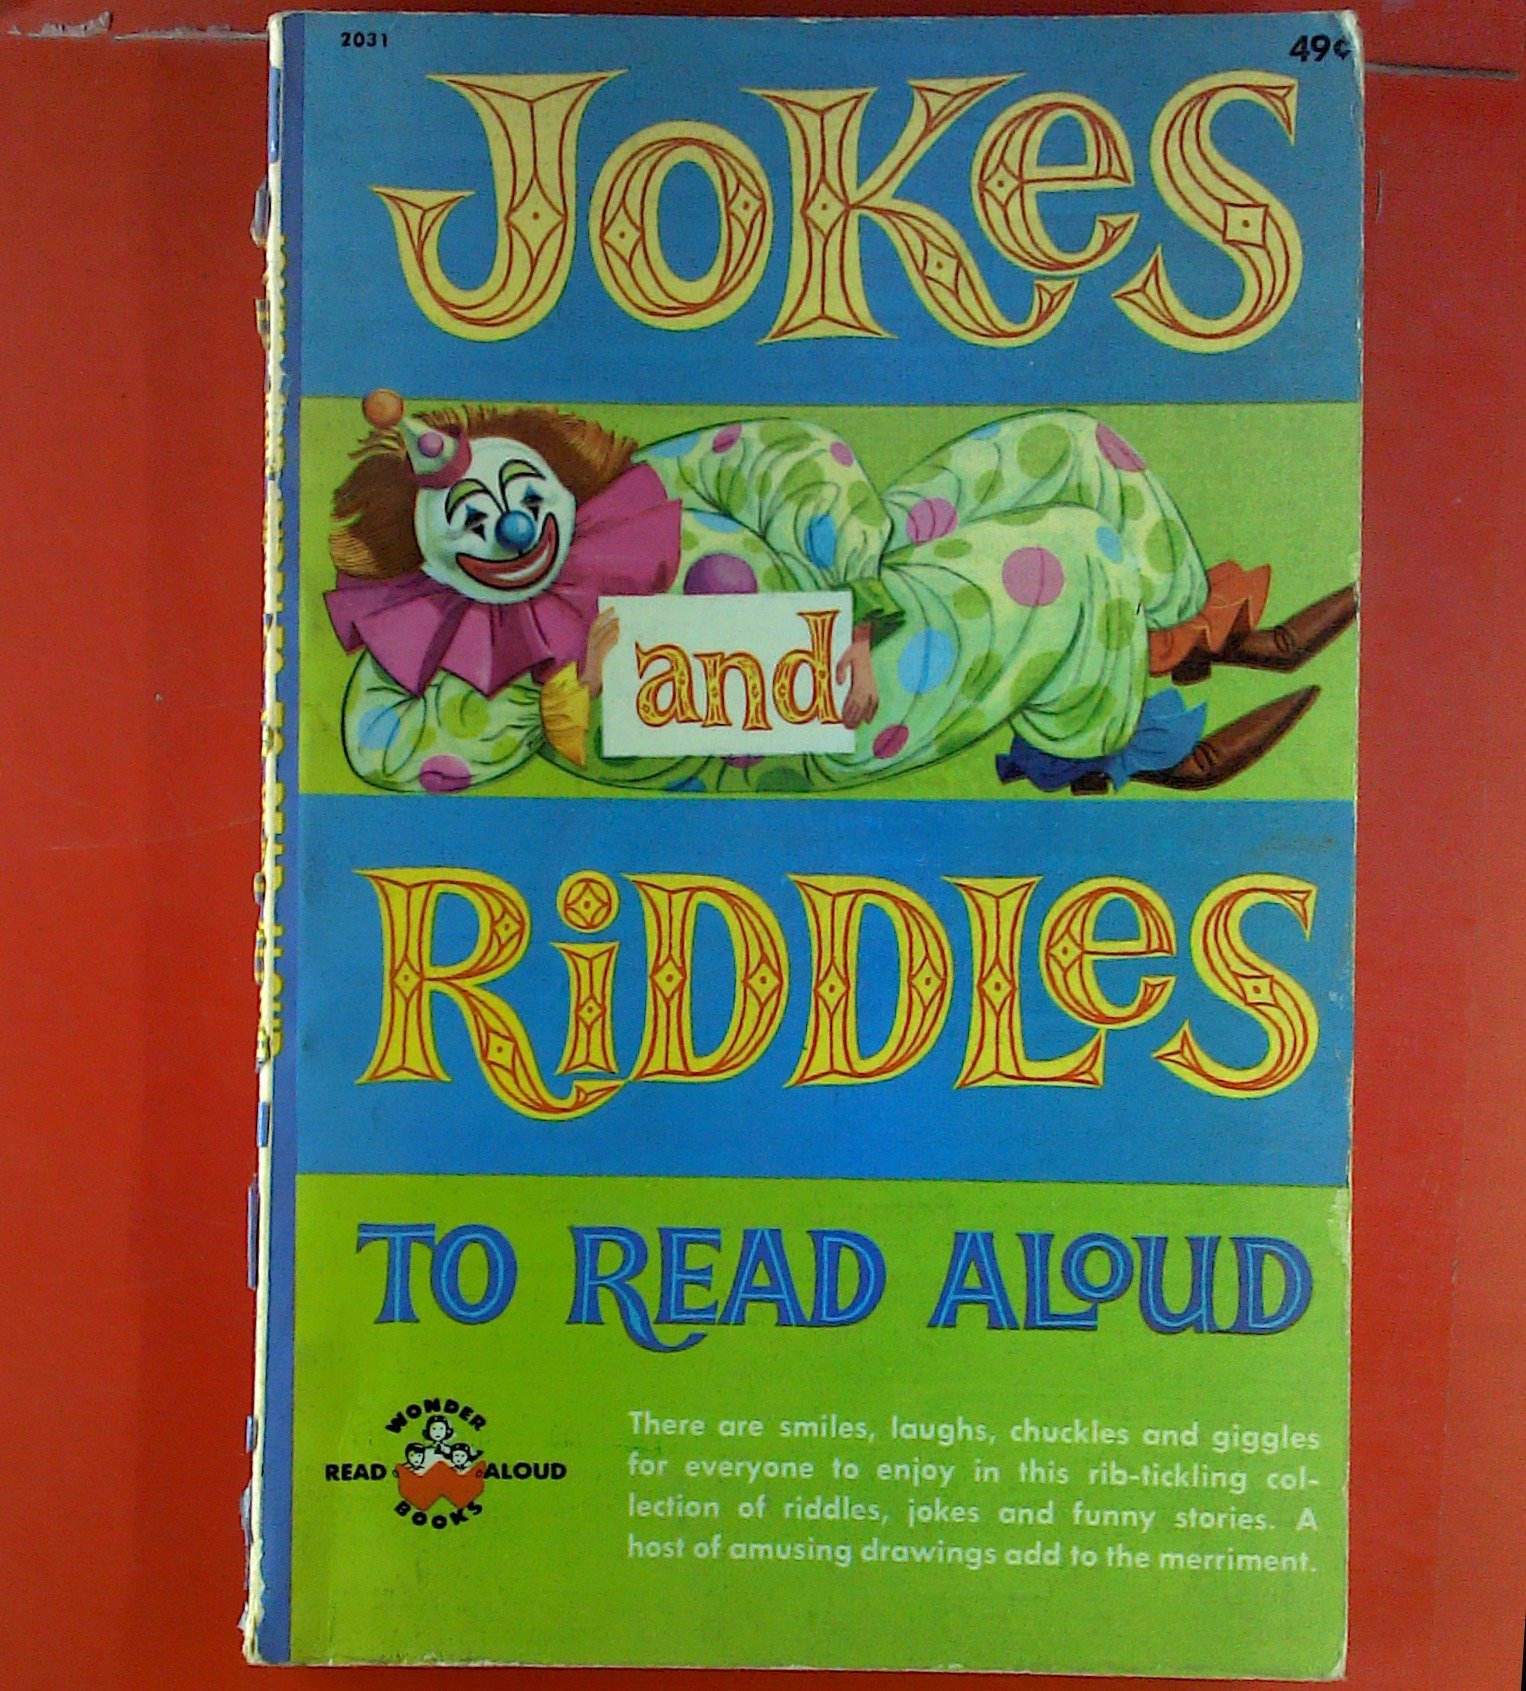 2031
49¢
JOKES
and
RiDDLeS
TO READ ALOUD
WONDER
READ ALOUD
BOOKS
There are smiles, laughs, chuckles and giggles
for everyone to enjoy in this rib-tickling col-
lection of riddles, jokes and funny stories. A
host of amusing drawings add to the merriment.